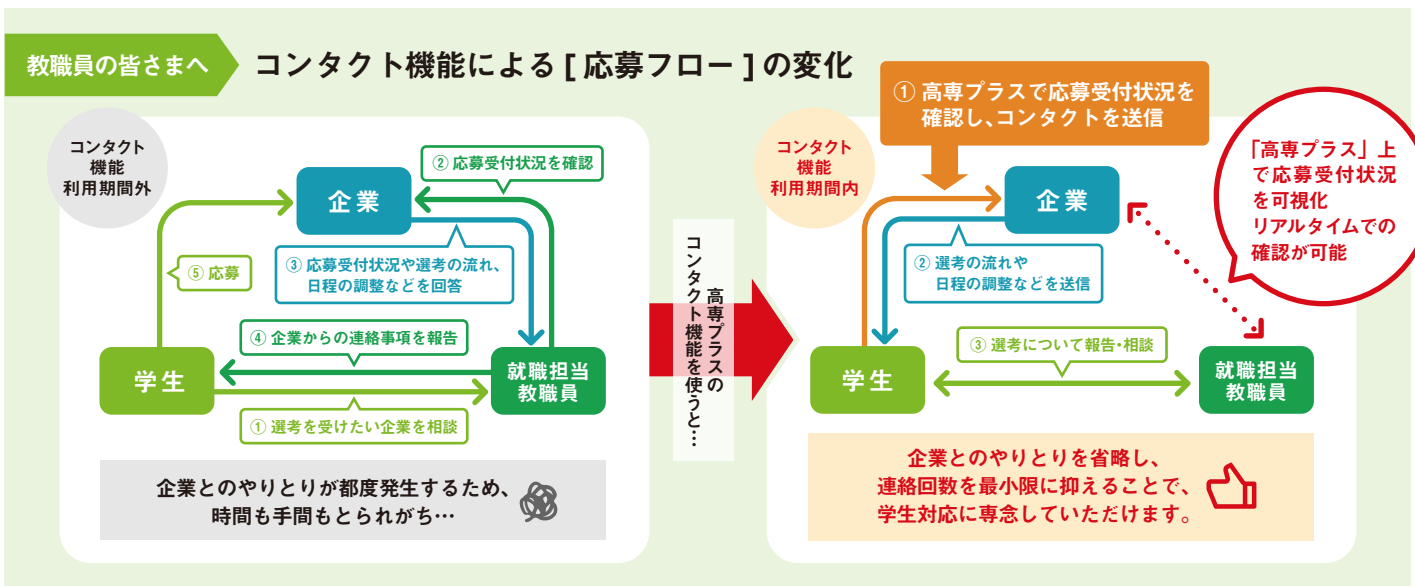 教職員の皆さまへ
コンタクト機能による [ 応募フロー ] の変化
コンタクト
機能
利用期間外
企業
② 応募受付状況を確認
③ 応募受付状況や選考の流れ、
日程の調整などを回答
⑤ 応募
④ 企業からの連絡事項を報告
学生
就職担当
教職員
① 選考を受けたい企業を相談
企業とのやりとりが都度発生するため、
時間も手間もとられがち…
高専プラスの
コンタクト機能を使うと…
コンタクト
機能
利用期間内
① 高専プラスで応募受付状況を
確認し、コンタクトを送信
企業
「高専プラス」上
で応募受付状況
を可視化
リアルタイムでの
確認が可能
② 選考の流れや
日程の調整などを送信
③ 選考について報告・相談
学生
就職担当
教職員
企業とのやりとりを省略し、
連絡回数を最小限に抑えることで、
学生対応に専念していただけます。